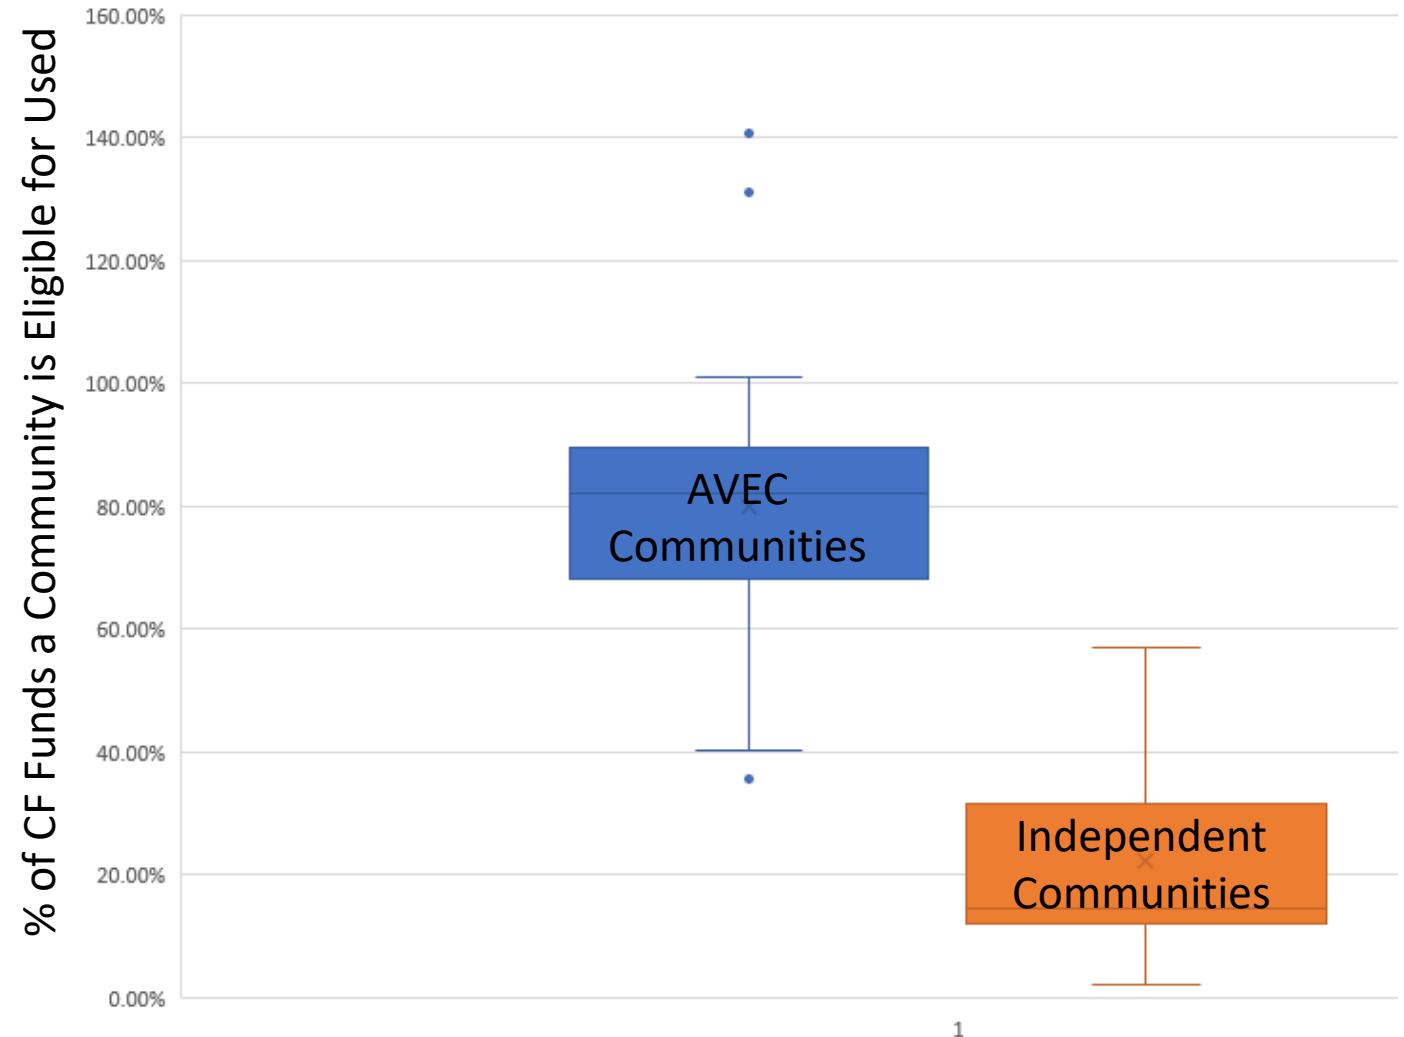 % of CF Funds a Community is Eligible for Used
160.00%
140.00%
120.00%
100.00%
80.00%
60.00%
40.00%
20.00%
0.00%
AVEC
Communities
Independent
Communities
1